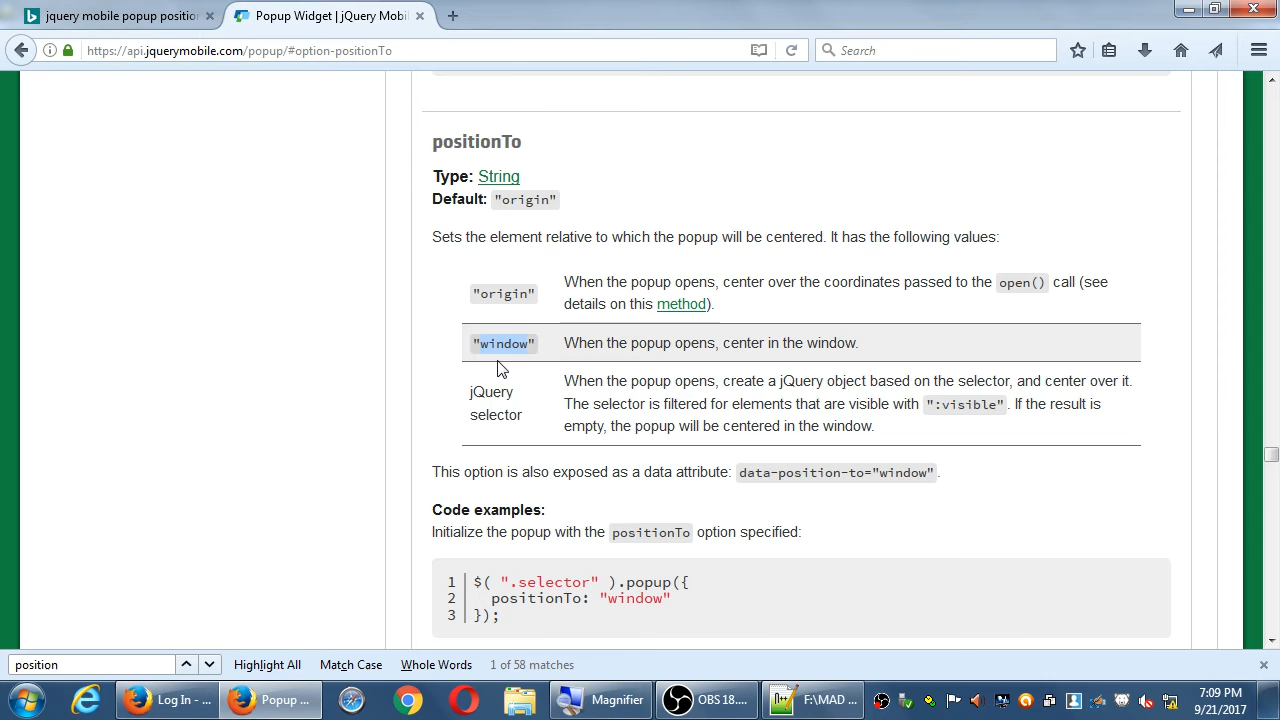 jquery mobile popup position
Popup Widget | jQuery Mobil
https://api.jquerymobile.com/popup/#option-positionTo
Search
positionTo
Type: String
Default: "origin"
Sets the element relative to which the popup will be centered. It has the following values:
"origin"
When the popup opens, center over the coordinates passed to the open() call (see
details on this method).
"window"
When the popup opens, center in the window.
jQuery
selector
When the popup opens, create a jQuery object based on the selector, and center over it.
The selector is filtered for elements that are visible with ":visible". If the result is
empty, the popup will be centered in the window.
This option is also exposed as a data attribute: data-position-to="window".
Code examples:
Initialize the popup with the positionTo option specified:
1 $( ".selector" ).popup({
2 positionTo: "window"
3 });
position
Highlight All
Match Case
Whole Words
1 of 58 matches
Log In - ...
Popup ...
Magnifier
OBS 18....
F:\MAD ...
7:09 PM
9/21/2017